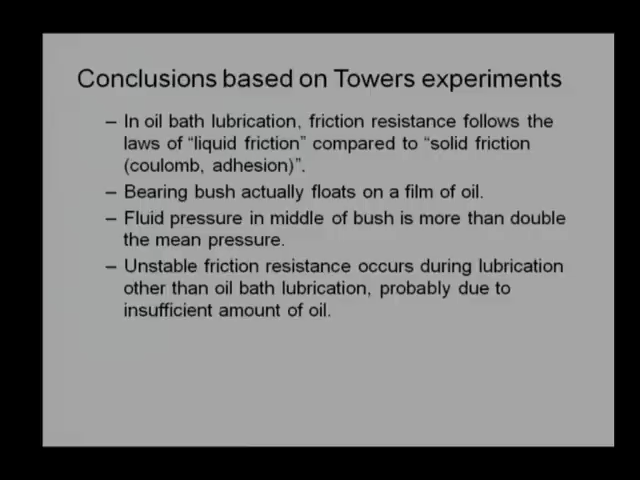 Conclusions based on Towers experiments
– In oil bath lubrication, friction resistance follows the
laws of “liquid friction” compared to “solid friction
(coulomb, adhesion)”.
– Bearing bush actually floats on a film of oil.
– Fluid pressure in middle of bush is more than double
the mean pressure.
– Unstable friction resistance occurs during lubrication
other than oil bath lubrication, probably due to
insufficient amount of oil.